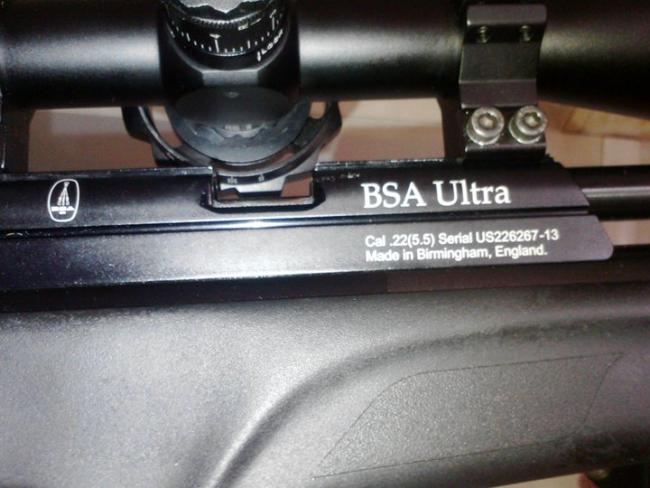 BSA Ultra
Cal .22(5.5) Serial US226267-13
Made in Birmingham, England.